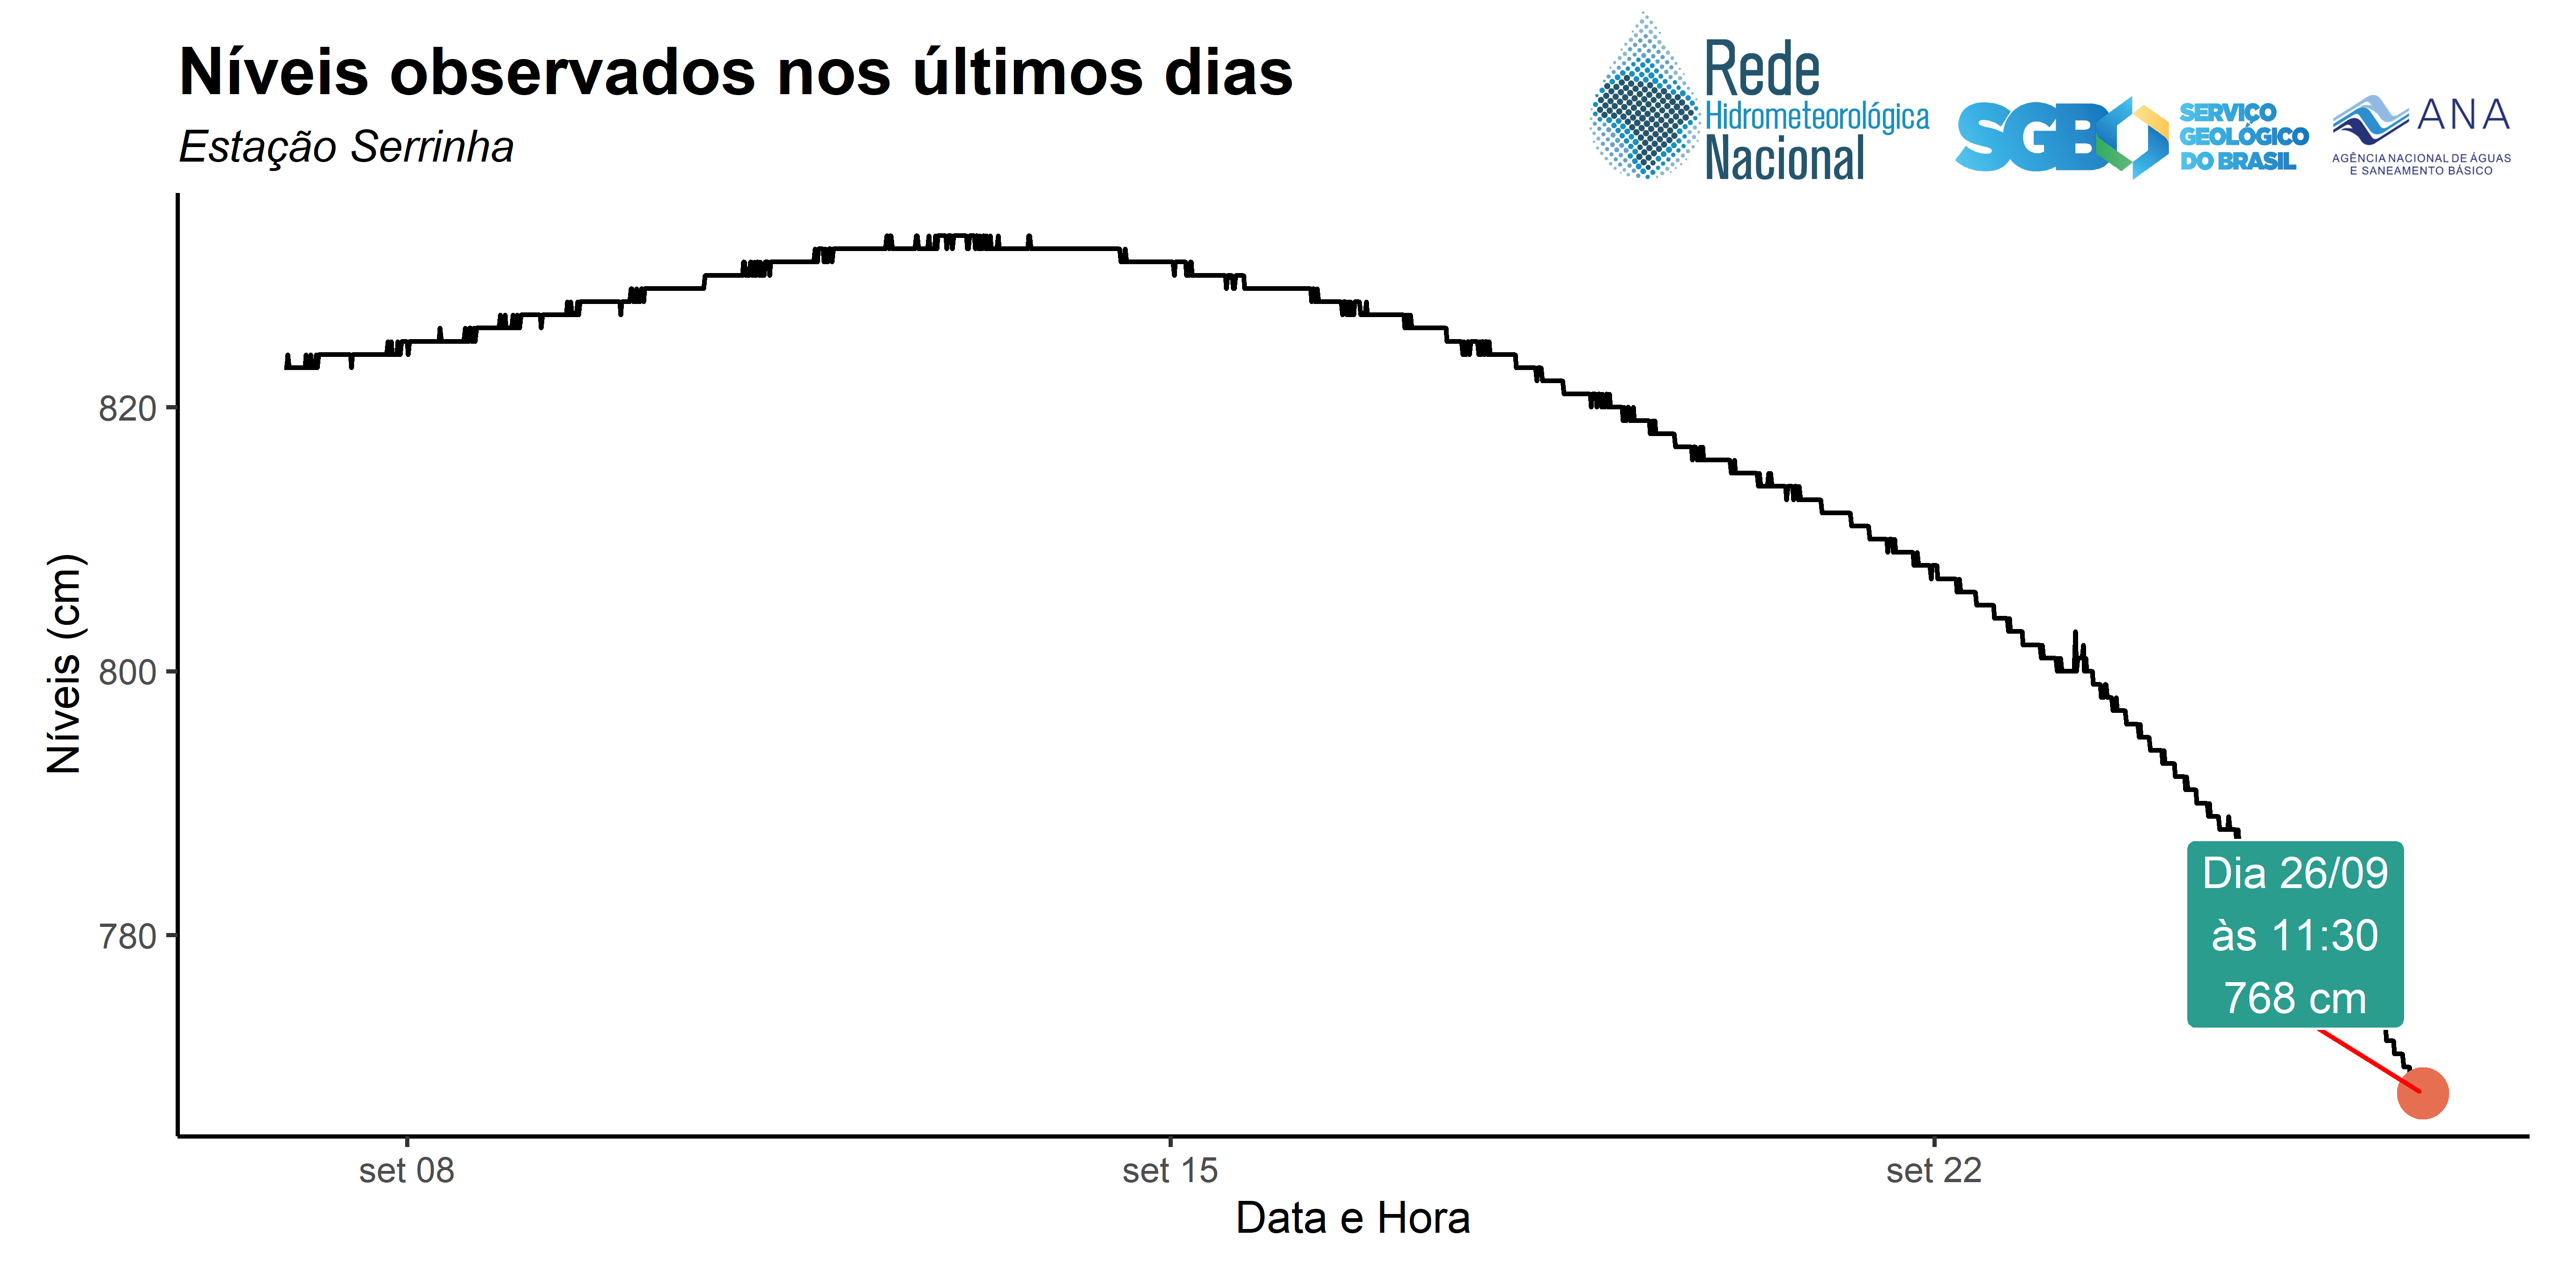 Níveis observados nos últimos dias
Estação Serrinha
Rede
Hidrometeorológica
Nacional
SGB
SERVIÇO
GEOLÓGICO
DO BRASIL
ANA
AGÊNCIA NACIONAL DE ÁGUAS
E SANEAMENTO BÁSICO
Níveis (cm)
820
800
780
Dia 26/09
às 11:30
768 cm
set 08
set 15
set 22
Data e Hora